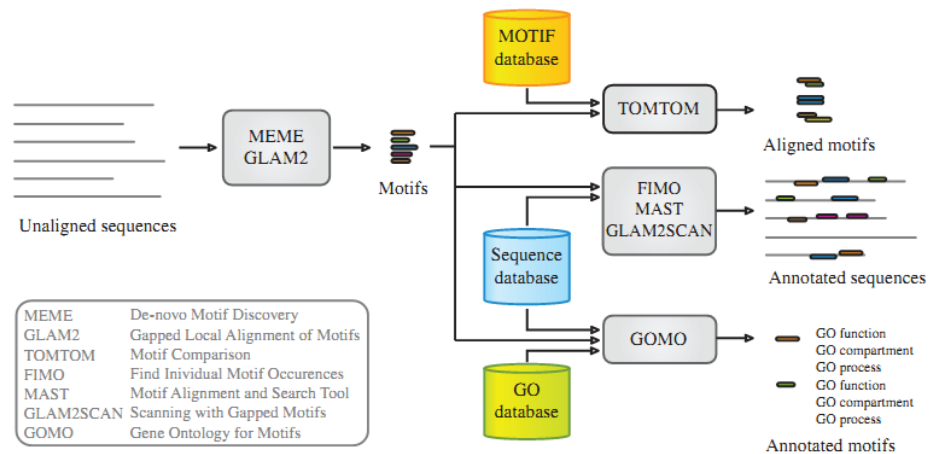 MOTIF
database
TOMTOM
Aligned motifs
MEME
GLAM2
Motifs
Unaligned sequences
FIMO
MAST
GLAM2SCAN
Annotated sequences
Sequence
database
GOMO
GO function
GO compartment
GO process
GO function
GO compartment
GO process
Annotated motifs
GO
database
MEME De-novo Motif Discovery
GLAM2 Gapped Local Alignment of Motifs
TOMTOM Motif Comparison
FIMO Find Inividual Motif Occurences
MAST Motif Alignment and Search Tool
GLAM2SCAN Scanning with Gapped Motifs
GOMO Gene Ontology for Motifs